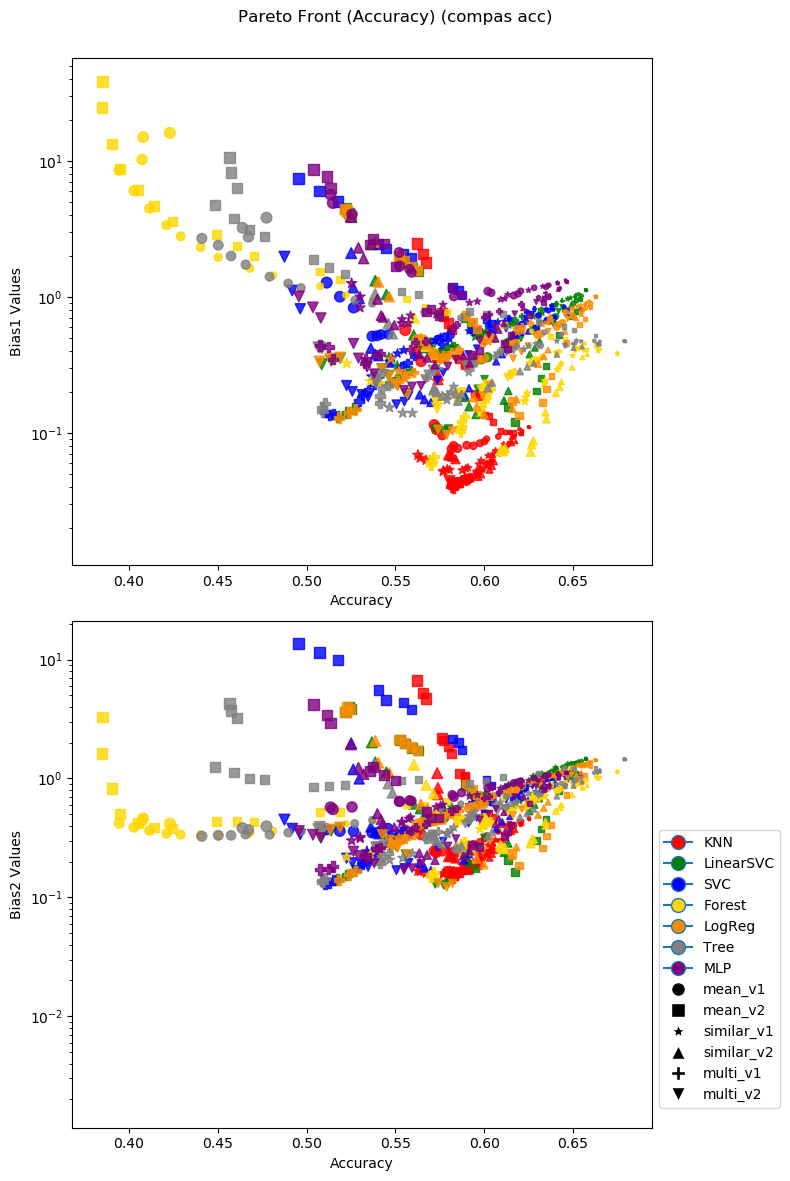 Pareto Front (Accuracy) (compas acc)
Bias1 Values
10^1
10^0
10^-1
0.40 0.45 0.50 0.55 0.60 0.65
Accuracy
Bias2 Values
10^1
10^0
10^-1
10^-2
0.40 0.45 0.50 0.55 0.60 0.65
Accuracy
KNN
LinearSVC
SVC
Forest
LogReg
Tree
MLP
mean_v1
mean_v2
similar_v1
similar_v2
multi_v1
multi_v2